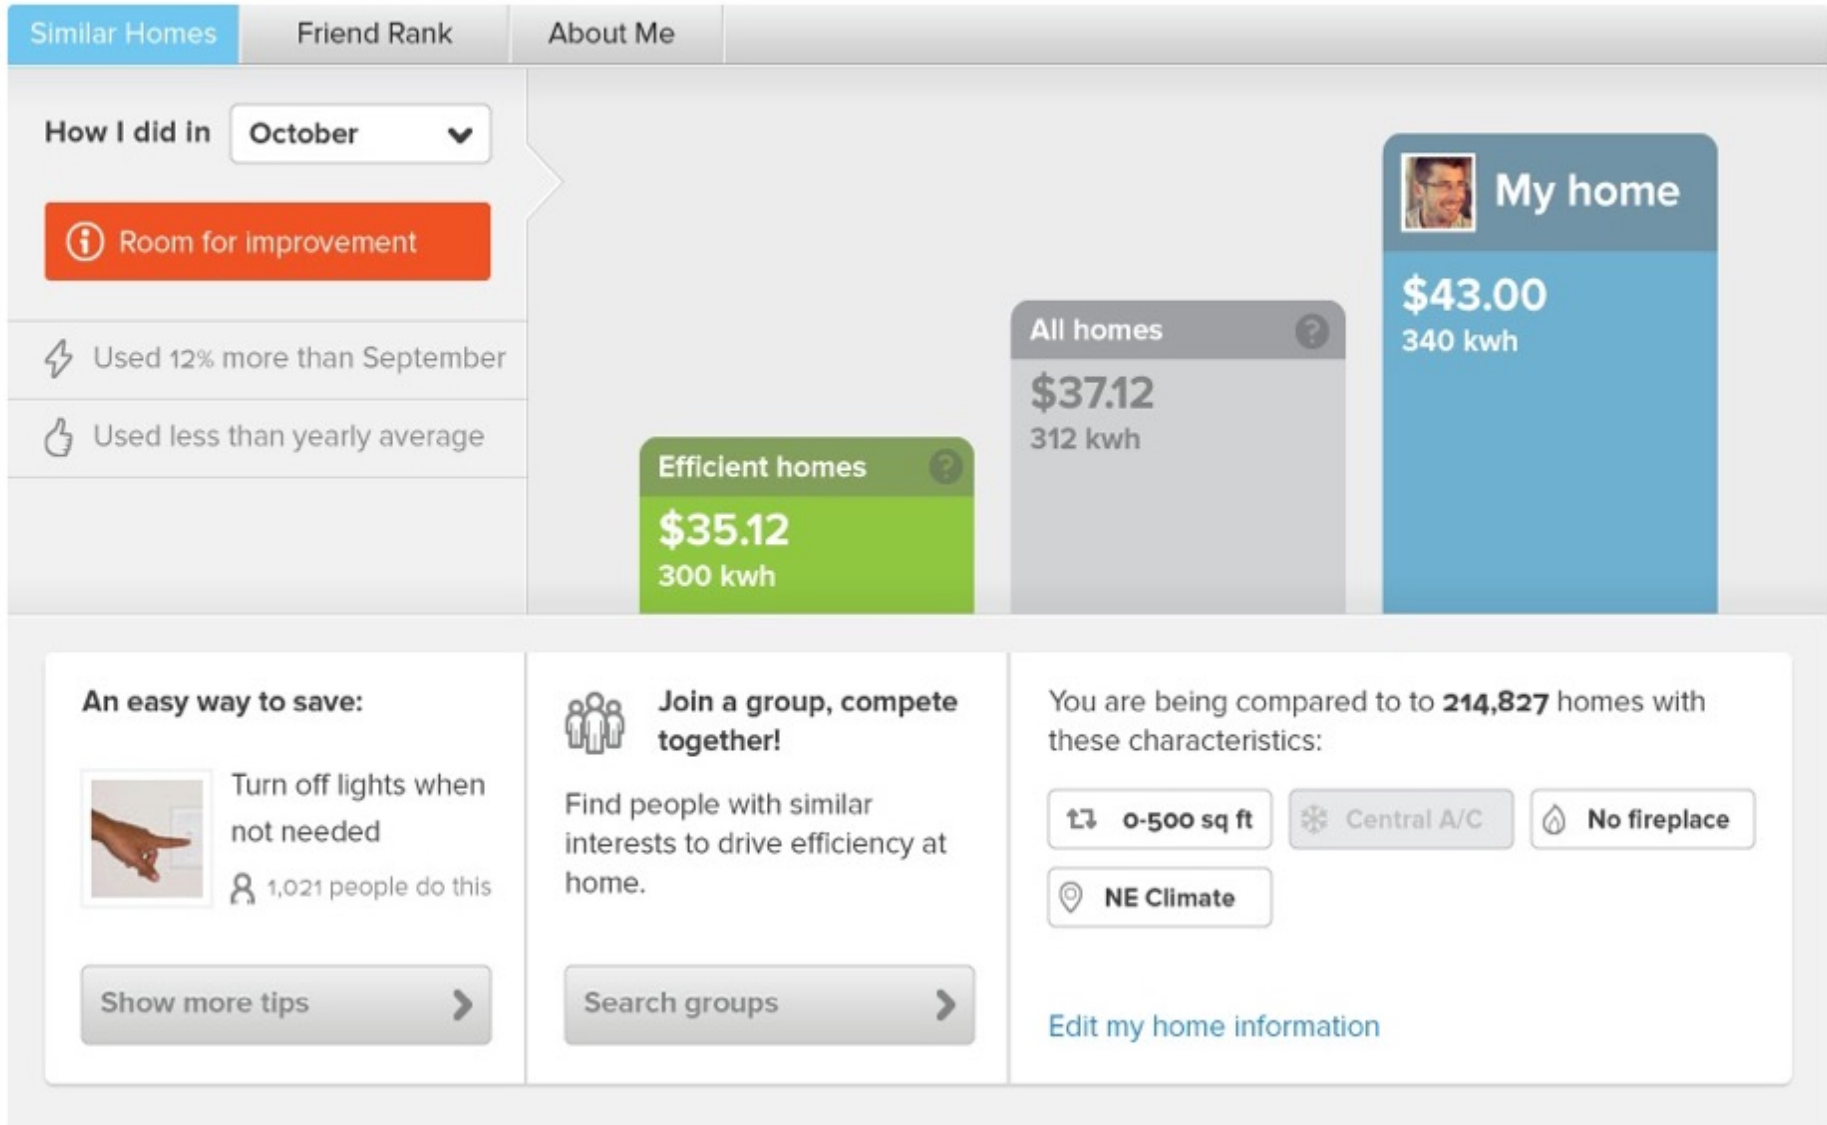 Similar Homes
Friend Rank
About Me
How I did in
October
Room for improvement
Used 12% more than September
Used less than yearly average
Efficient homes ?
$35.12
300 kwh
All homes ?
$37.12
312 kwh
My home
$43.00
340 kwh
An easy way to save:
Turn off lights when
not needed
1,021 people do this
Show more tips
Join a group, compete
together!
Find people with similar
interests to drive efficiency at
home.
Search groups
You are being compared to to 214,827 homes with
these characteristics:
0-500 sq ft
Central A/C
No fireplace
NE Climate
Edit my home information